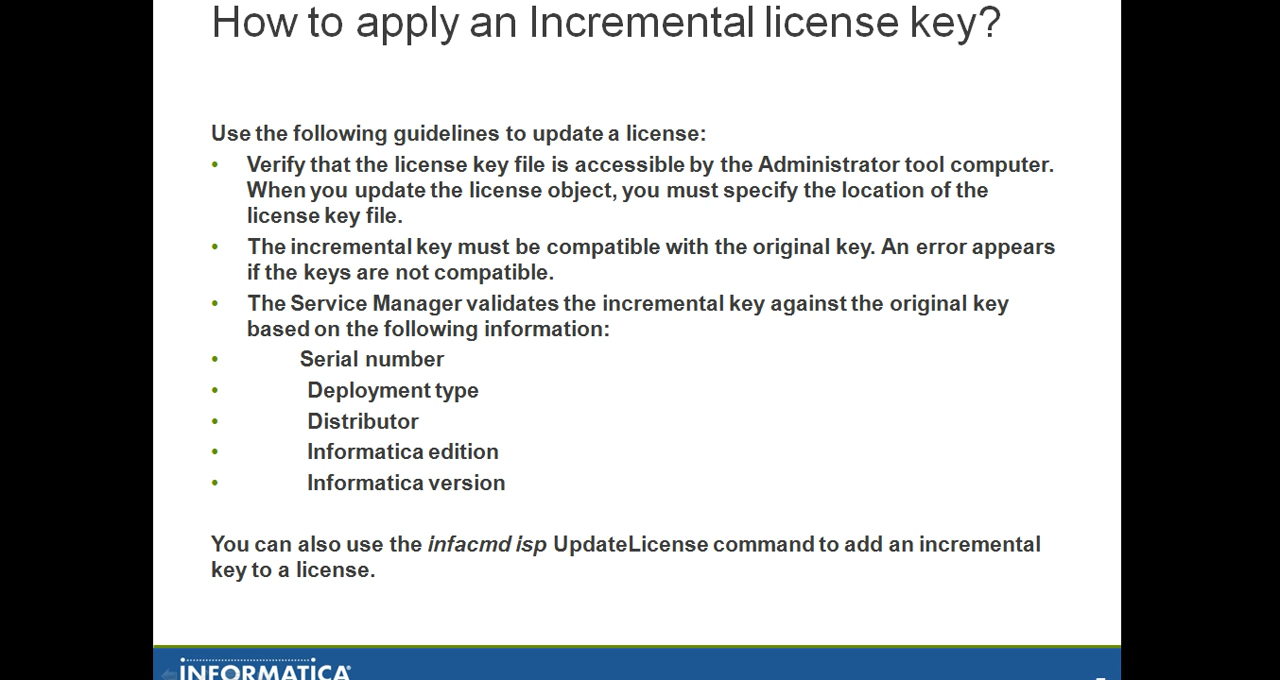 How to apply an Incremental license key?
Use the following guidelines to update a license:
• Verify that the license key file is accessible by the Administrator tool computer.
When you update the license object, you must specify the location of the
license key file.
• The incremental key must be compatible with the original key. An error appears
if the keys are not compatible.
• The Service Manager validates the incremental key against the original key
based on the following information:
• Serial number
• Deployment type
• Distributor
• Informatica edition
• Informatica version
You can also use the infacmd isp UpdateLicense command to add an incremental
key to a license.
INFORMATICA®